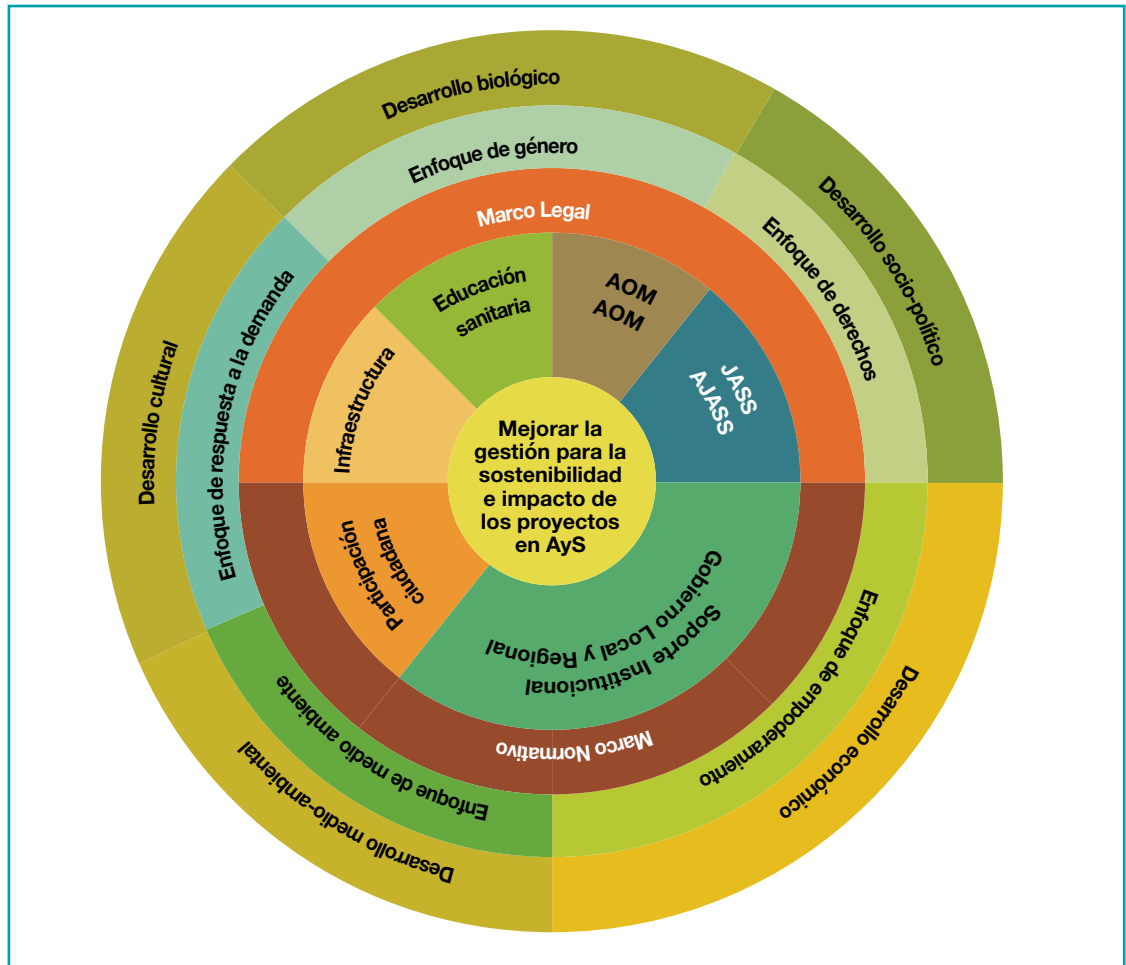 Desarrollo biológico
Enfoque de género
Marco Legal
Educación
sanitaria
AOM
AOM
Desarrollo socio-político
Enfoque de derechos
JASS
AJASS
Desarrollo cultural
Enfoque de respuesta a la demanda
Infraestructura
Mejorar la
gestión para la
sostenibilidad
e impacto de
los proyectos
en AyS
Participación
ciudadana
Soporte Institucional
Gobierno Local y Regional
Marco Normativo
Enfoque de empoderamiento
Desarrollo económico
Enfoque de medio ambiente
Desarrollo medio-ambiental